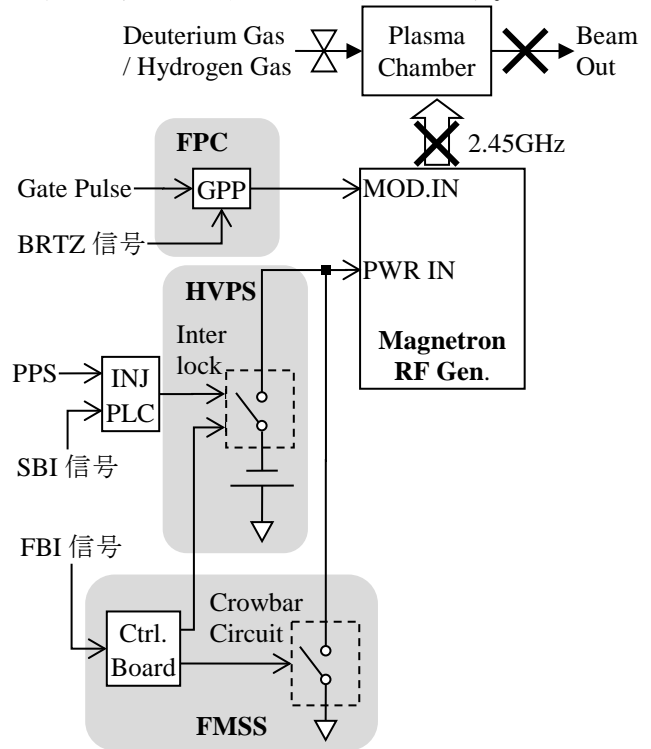 Deuterium Gas
/ Hydrogen Gas
Plasma
Chamber
Beam
Out
2.45GHz
FPC
Gate Pulse
GPP
MOD.IN
BRTZ 信号
HVPS
PWR IN
Inter
lock
Magnetron
RF Gen.
PPS
INJ
PLC
SBI 信号
FBI 信号
Crowbar
Circuit
Ctrl.
Board
FMSS